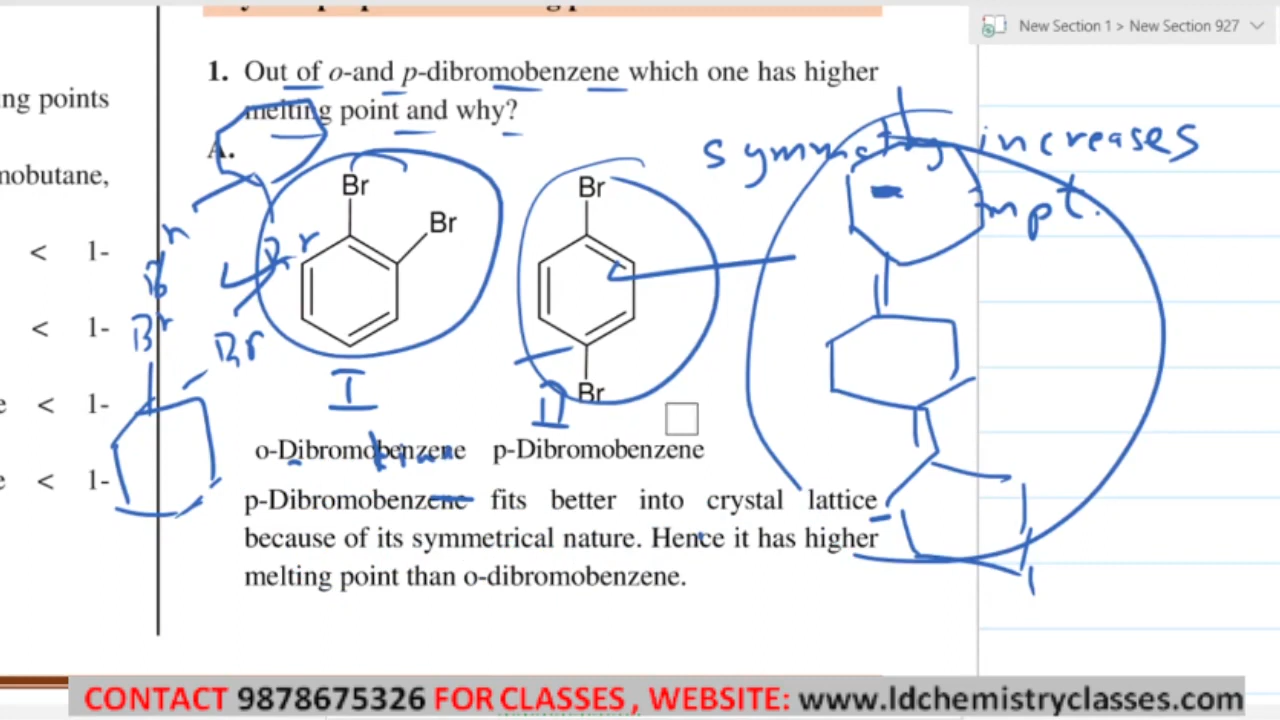 New Section 1 > New Section 927
1. Out of o-and p-dibromobenzene which one has higher
melting point and why?
A.
ng points
nobutane,
< 1-
< 1-
e < 1-
e < 1-
symmetry increases
mpt.
Br
Br
Br
Br
Br
Br
I
II
o-Dibromobenzene p-Dibromobenzene
p-Dibromobenzene fits better into crystal lattice
because of its symmetrical nature. Hence it has higher
melting point than o-dibromobenzene.
CONTACT 9878675326 FOR CLASSES , WEBSITE: www.ldchemistryclasses.com